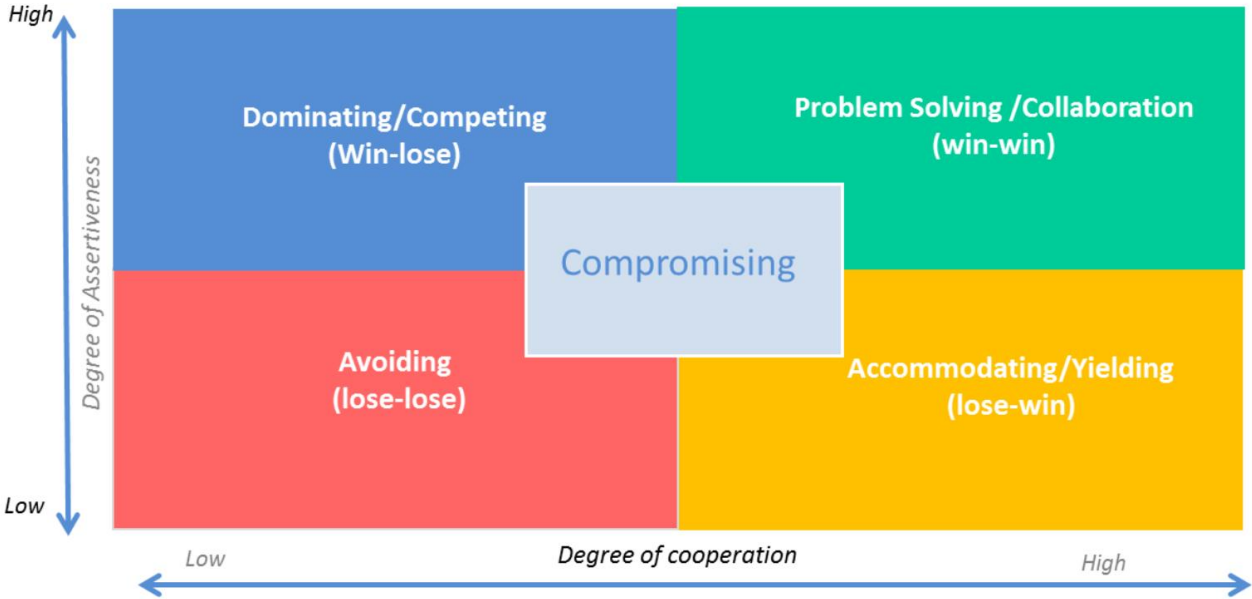 High
Dominating/Competing
(Win-lose)
Problem Solving /Collaboration
(win-win)
Degree of Assertiveness
Compromising
Avoiding
(lose-lose)
Accommodating/Yielding
(lose-win)
Low
Low
Degree of cooperation
High